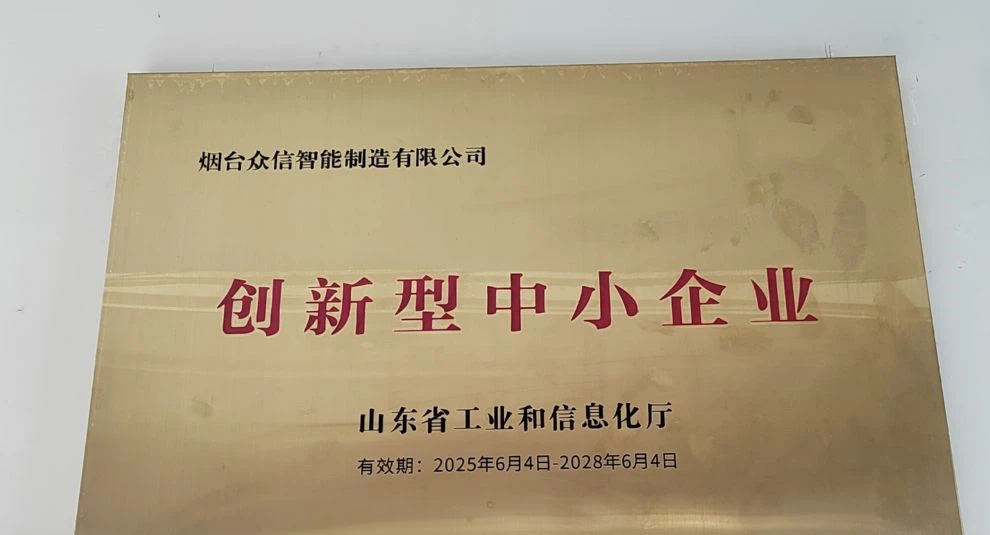 烟台众信智能制造有限公司
创新型中小企业
山东省工业和信息化厅
有效期：2025年6月4日-2028年6月4日